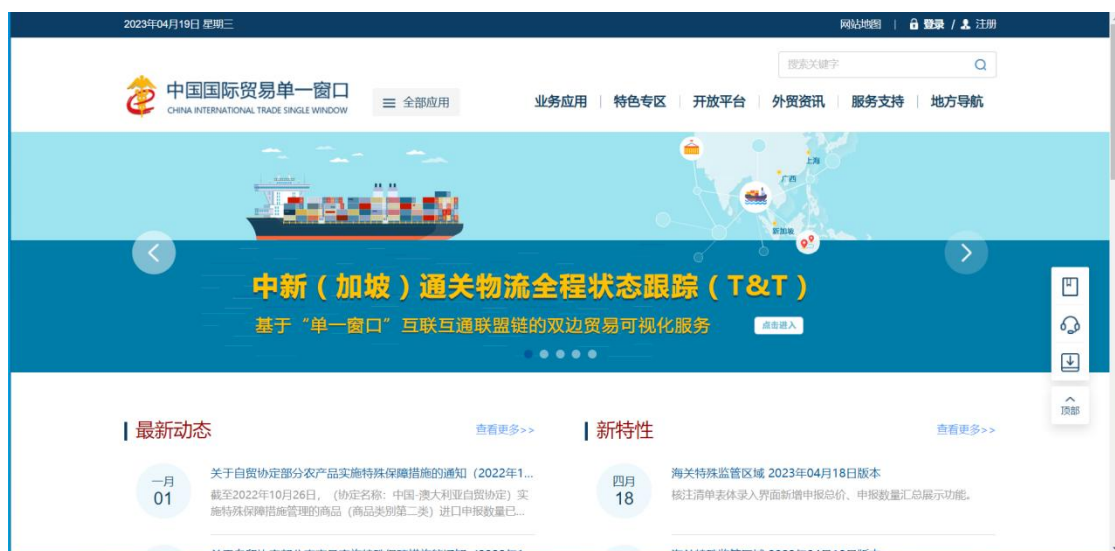 2023年04月19日 星期三
网站地图 | 登录 / 注册
搜索关键字
中国国际贸易单一窗口
CHINA INTERNATIONAL TRADE SINGLE WINDOW
全部应用
业务应用 | 特色专区 | 开放平台 | 外贸资讯 | 服务支持 | 地方导航
上海
广西
新加坡
中新（加坡）通关物流全程状态跟踪（T&T）
基于“单一窗口”互联互通联盟链的双边贸易可视化服务
点击进入
顶部
最新动态
查看更多>>
一月
01
关于自贸协定部分农产品实施特殊保障措施的通知（2022年1...
截至2022年10月26日，（协定名称：中国-澳大利亚自贸协定）实
施特殊保障措施管理的商品（商品类别第二类）进口申报数量已...
新特性
查看更多>>
四月
18
海关特殊监管区域 2023年04月18日版本
核注清单表体录入界面新增申报总价、申报数量汇总展示功能。